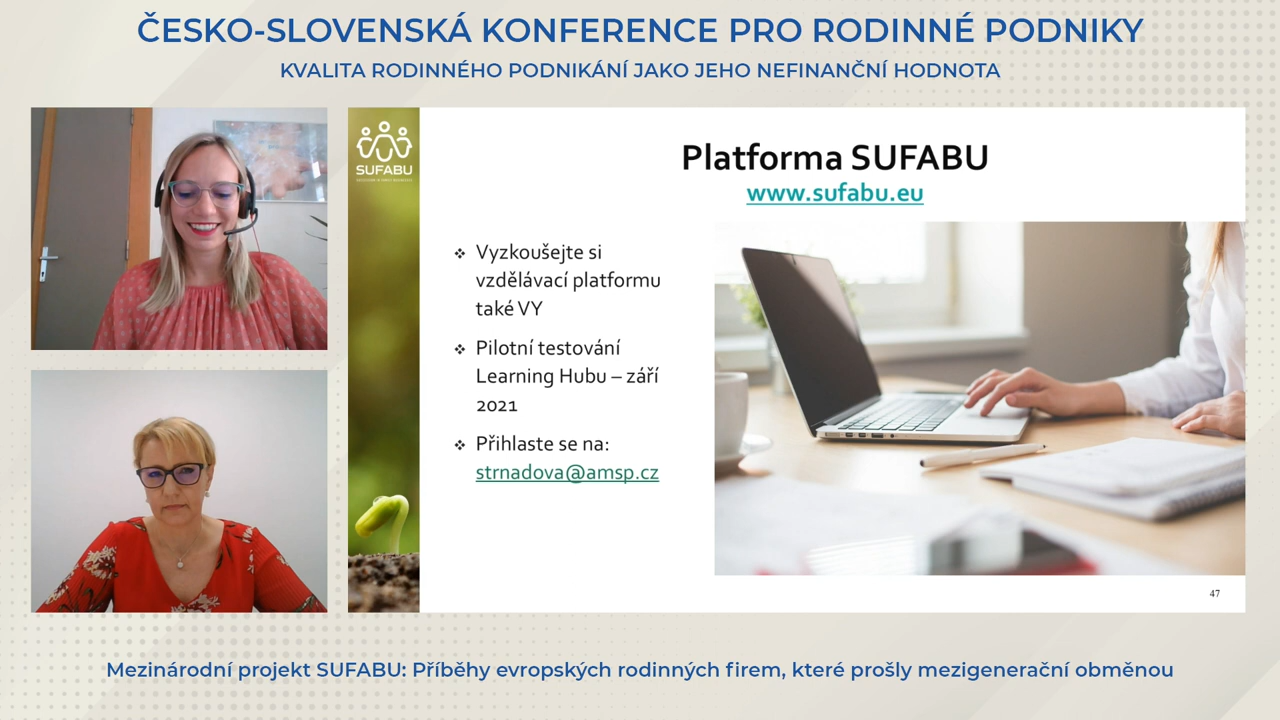 ČESKO-SLOVENSKÁ KONFERENCE PRO RODINNÉ PODNIKY
KVALITA RODINNÉHO PODNIKÁNÍ JAKO JEHO NEFINANČNÍ HODNOTA
SUFABU
Platforma SUFABU
www.sufabu.eu
❖ Vyzkoušejte si
vzdělávací platformu
také VY
❖ Pilotní testování
Learning Hubu – září
2021
❖ Přihlaste se na:
strnadova@amsp.cz
47
Mezinárodní projekt SUFABU: Příběhy evropských rodinných firem, které prošly mezigenerační obměnou